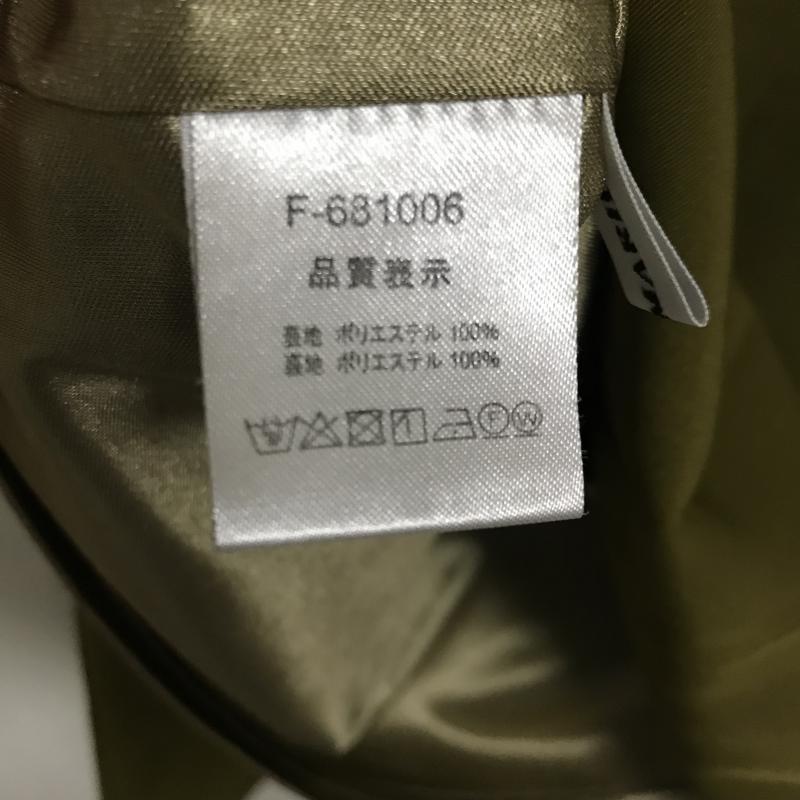 F-681006
品質表示
表地 ポリエステル 100%
裏地 ポリエステル 100%
F W